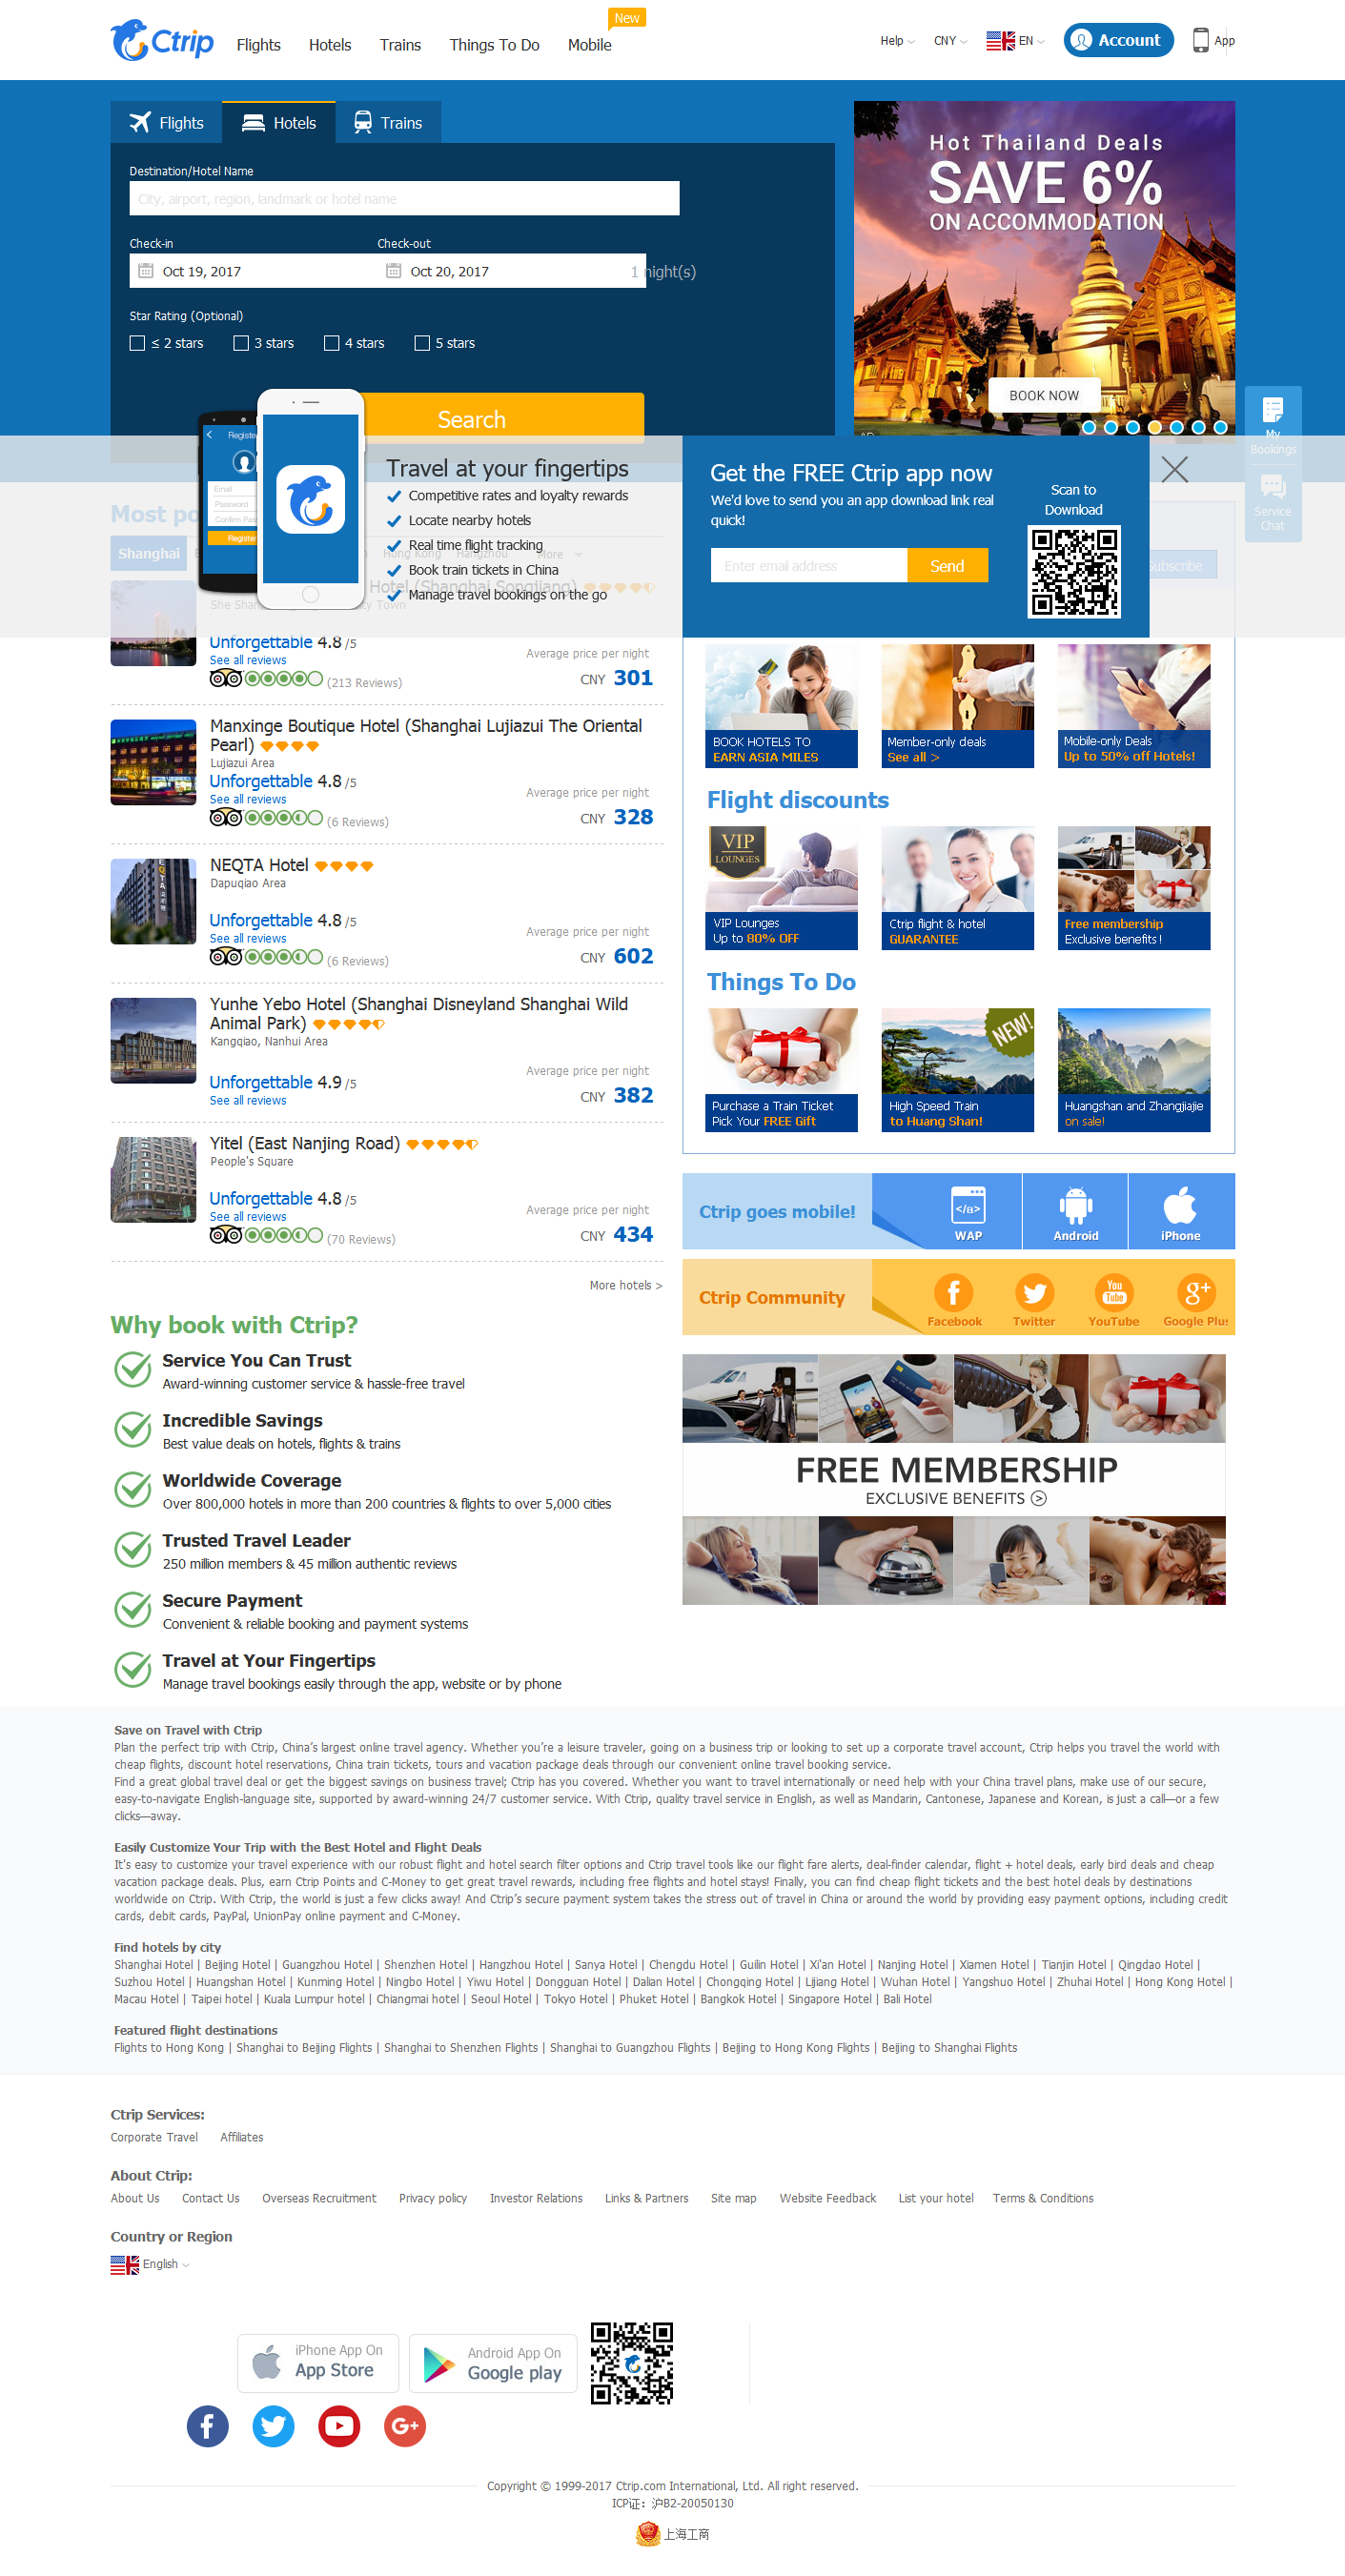 Ctrip
Flights
Hotels
Trains
Things To Do
Mobile
New
Help
CNY
EN
Account
App
Flights
Hotels
Trains
Destination/Hotel Name
City, airport, region, landmark or hotel name
Check-in
Check-out
Oct 19, 2017
Oct 20, 2017
1 night(s)
Star Rating (Optional)
≤ 2 stars
3 stars
4 stars
5 stars
Search
Hot Thailand Deals
SAVE 6%
ON ACCOMMODATION
BOOK NOW
My
Bookings
Service
Chat
Travel at your fingertips
Competitive rates and loyalty rewards
Locate nearby hotels
Real time flight tracking
Book train tickets in China
Manage travel bookings on the go
Get the FREE Ctrip app now
We'd love to send you an app download link real
quick!
Enter email address
Send
Scan to
Download
Register
Email
Password
Most po
Shanghai
Hong Kong
Hangzhou
More
Subscribe
Hotel (Shanghai Songjiang)
Unforgettable 4.8 /5
See all reviews
(213 Reviews)
Average price per night
CNY 301
Manxinge Boutique Hotel (Shanghai Lujiazui The Oriental
Pearl)
Lujiazui Area
Unforgettable 4.8 /5
See all reviews
(6 Reviews)
Average price per night
CNY 328
NEQTA Hotel
Dapuqiao Area
Unforgettable 4.8 /5
See all reviews
(6 Reviews)
Average price per night
CNY 602
Yunhe Yebo Hotel (Shanghai Disneyland Shanghai Wild
Animal Park)
Kangqiao, Nanhui Area
Unforgettable 4.9 /5
See all reviews
Average price per night
CNY 382
Yitel (East Nanjing Road)
People's Square
Unforgettable 4.8 /5
See all reviews
(70 Reviews)
Average price per night
CNY 434
More hotels >
BOOK HOTELS TO
EARN ASIA MILES
Member-only deals
See all >
Mobile-only Deals
Up to 50% off Hotels!
Flight discounts
VIP
LOUNGES
VIP Lounges
Up to 80% OFF
Ctrip flight & hotel
GUARANTEE
Free membership
Exclusive benefits !
Things To Do
NEW!
Purchase a Train Ticket
Pick Your FREE Gift
High Speed Train
to Huang Shan!
Huangshan and Zhangjiajie
on sale!
Ctrip goes mobile!
</a>
WAP
Android
iPhone
Ctrip Community
You
Tube
g+
Facebook
Twitter
YouTube
Google Plus
FREE MEMBERSHIP
EXCLUSIVE BENEFITS >
Why book with Ctrip?
Service You Can Trust
Award-winning customer service & hassle-free travel
Incredible Savings
Best value deals on hotels, flights & trains
Worldwide Coverage
Over 800,000 hotels in more than 200 countries & flights to over 5,000 cities
Trusted Travel Leader
250 million members & 45 million authentic reviews
Secure Payment
Convenient & reliable booking and payment systems
Travel at Your Fingertips
Manage travel bookings easily through the app, website or by phone
Save on Travel with Ctrip
Plan the perfect trip with Ctrip, China’s largest online travel agency. Whether you’re a leisure traveler, going on a business trip or looking to set up a corporate travel account, Ctrip helps you travel the world with
cheap flights, discount hotel reservations, China train tickets, tours and vacation package deals through our convenient online travel booking service.
Find a great global travel deal or get the biggest savings on business travel; Ctrip has you covered. Whether you want to travel internationally or need help with your China travel plans, make use of our secure,
easy-to-navigate English-language site, supported by award-winning 24/7 customer service. With Ctrip, quality travel service in English, as well as Mandarin, Cantonese, Japanese and Korean, is just a call—or a few
clicks—away.
Easily Customize Your Trip with the Best Hotel and Flight Deals
It's easy to customize your travel experience with our robust flight and hotel search filter options and Ctrip travel tools like our flight fare alerts, deal-finder calendar, flight + hotel deals, early bird deals and cheap
vacation package deals. Plus, earn Ctrip Points and C-Money to get great travel rewards, including free flights and hotel stays! Finally, you can find cheap flight tickets and the best hotel deals by destinations
worldwide on Ctrip. With Ctrip, the world is just a few clicks away! And Ctrip’s secure payment system takes the stress out of travel in China or around the world by providing easy payment options, including credit
cards, debit cards, PayPal, UnionPay online payment and C-Money.
Find hotels by city
Shanghai Hotel | Beijing Hotel | Guangzhou Hotel | Shenzhen Hotel | Hangzhou Hotel | Sanya Hotel | Chengdu Hotel | Guilin Hotel | Xi'an Hotel | Nanjing Hotel | Xiamen Hotel | Tianjin Hotel | Qingdao Hotel |
Suzhou Hotel | Huangshan Hotel | Kunming Hotel | Ningbo Hotel | Yiwu Hotel | Dongguan Hotel | Dalian Hotel | Chongqing Hotel | Lijiang Hotel | Wuhan Hotel | Yangshuo Hotel | Zhuhai Hotel | Hong Kong Hotel |
Macau Hotel | Taipei hotel | Kuala Lumpur hotel | Chiangmai hotel | Seoul Hotel | Tokyo Hotel | Phuket Hotel | Bangkok Hotel | Singapore Hotel | Bali Hotel
Featured flight destinations
Flights to Hong Kong | Shanghai to Beijing Flights | Shanghai to Shenzhen Flights | Shanghai to Guangzhou Flights | Beijing to Hong Kong Flights | Beijing to Shanghai Flights
Ctrip Services:
Corporate Travel
Affiliates
About Ctrip:
About Us
Contact Us
Overseas Recruitment
Privacy policy
Investor Relations
Links & Partners
Site map
Website Feedback
List your hotel
Terms & Conditions
Country or Region
English
iPhone App On
App Store
Android App On
Google play
G+
Copyright © 1999-2017 Ctrip.com International, Ltd. All right reserved.
ICP证：沪B2-20050130
上海工商